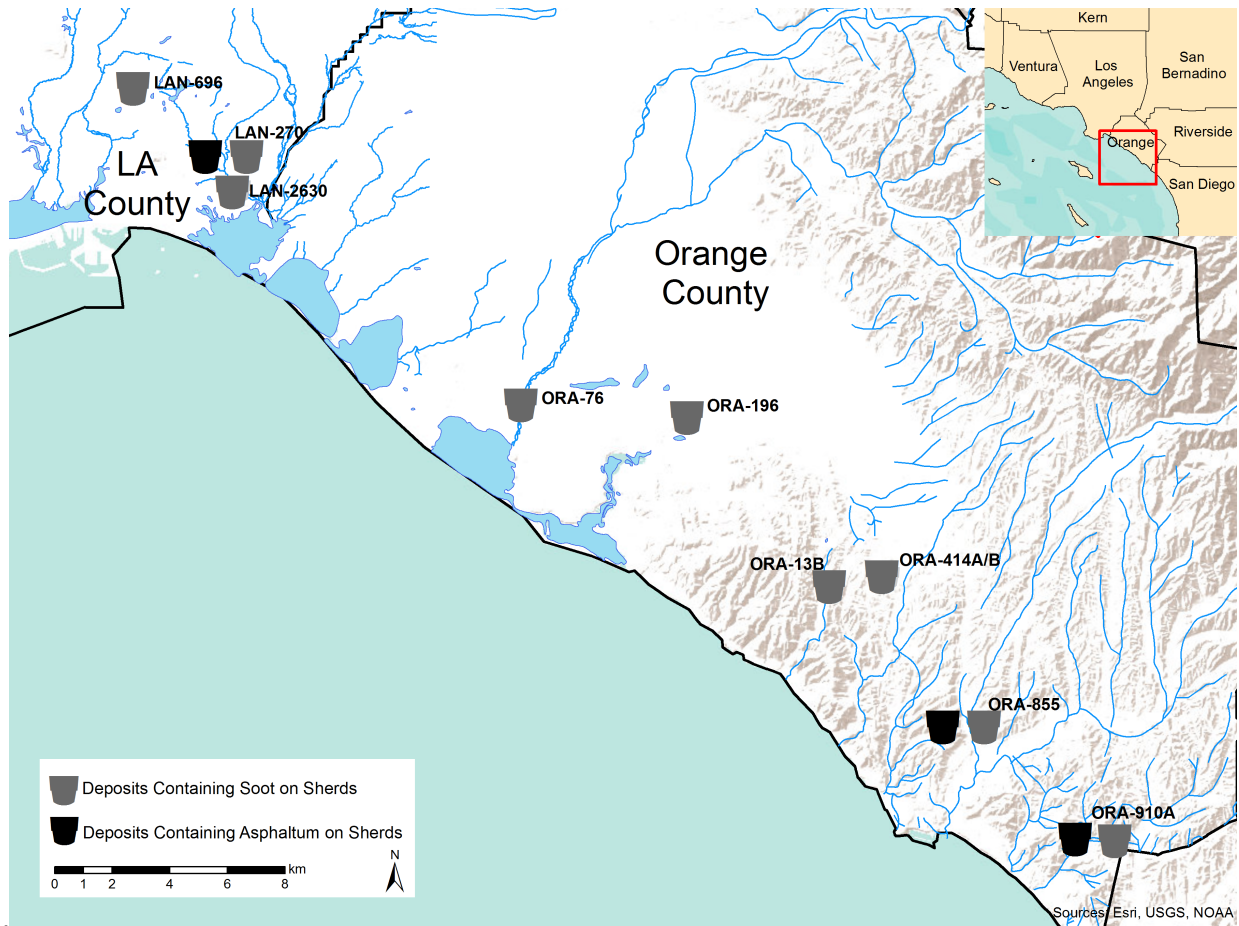 Kern
Ventura
Los
Angeles
San
Bernadino
Riverside
Orange
San Diego
LAN-696
LAN-270
LA
County
LAN-2630
Orange
County
ORA-76
ORA-196
ORA-13B
ORA-414A/B
ORA-855
ORA-910A
Deposits Containing Soot on Sherds
Deposits Containing Asphaltum on Sherds
km
0 1 2 4 6 8
N
Sources: Esri, USGS, NOAA